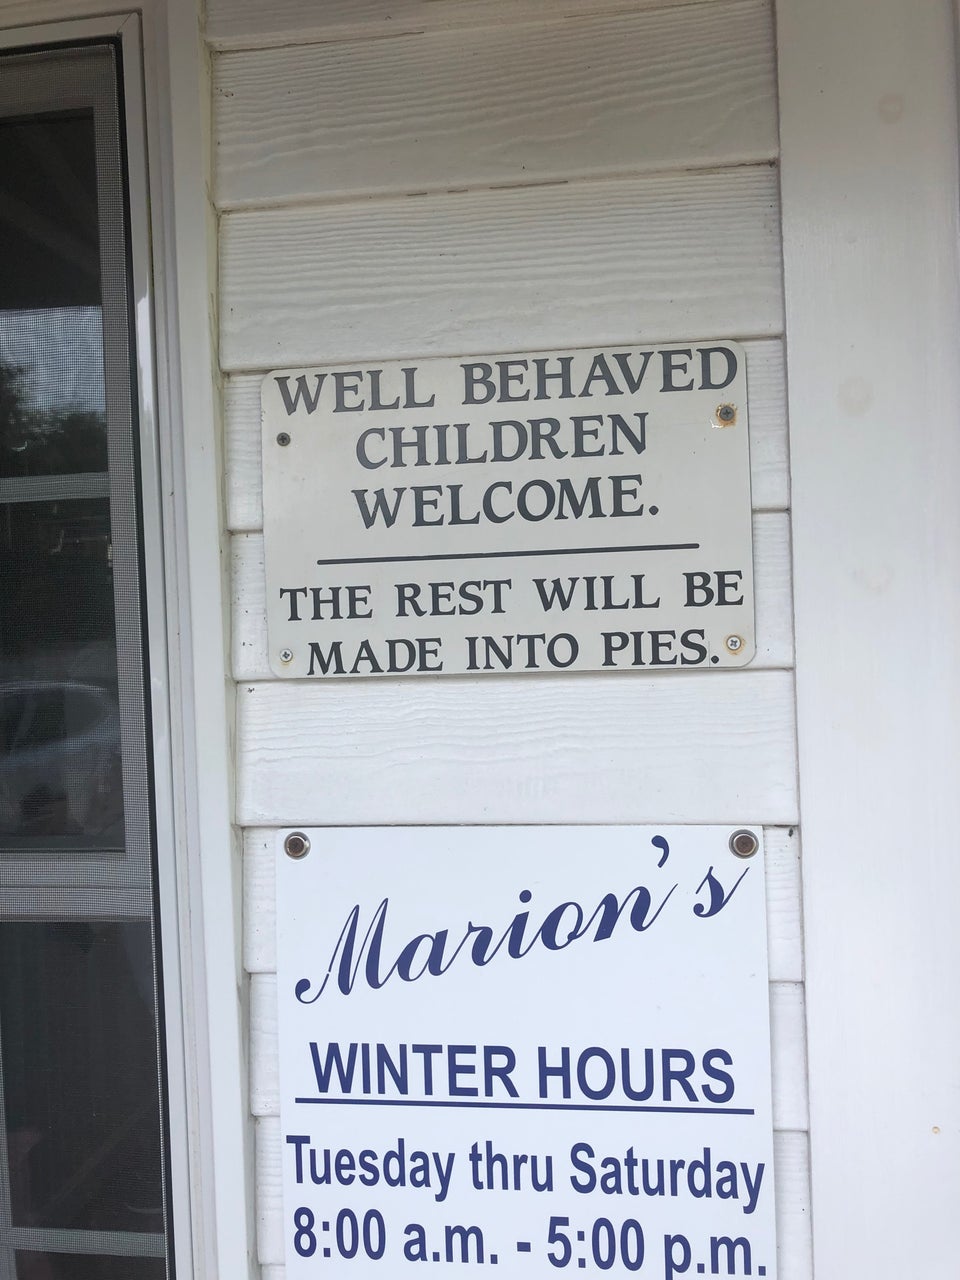 WELL BEHAVED
CHILDREN
WELCOME.
THE REST WILL BE
MADE INTO PIES.
Marion's
WINTER HOURS
Tuesday thru Saturday
8:00 a.m. - 5:00 p.m.